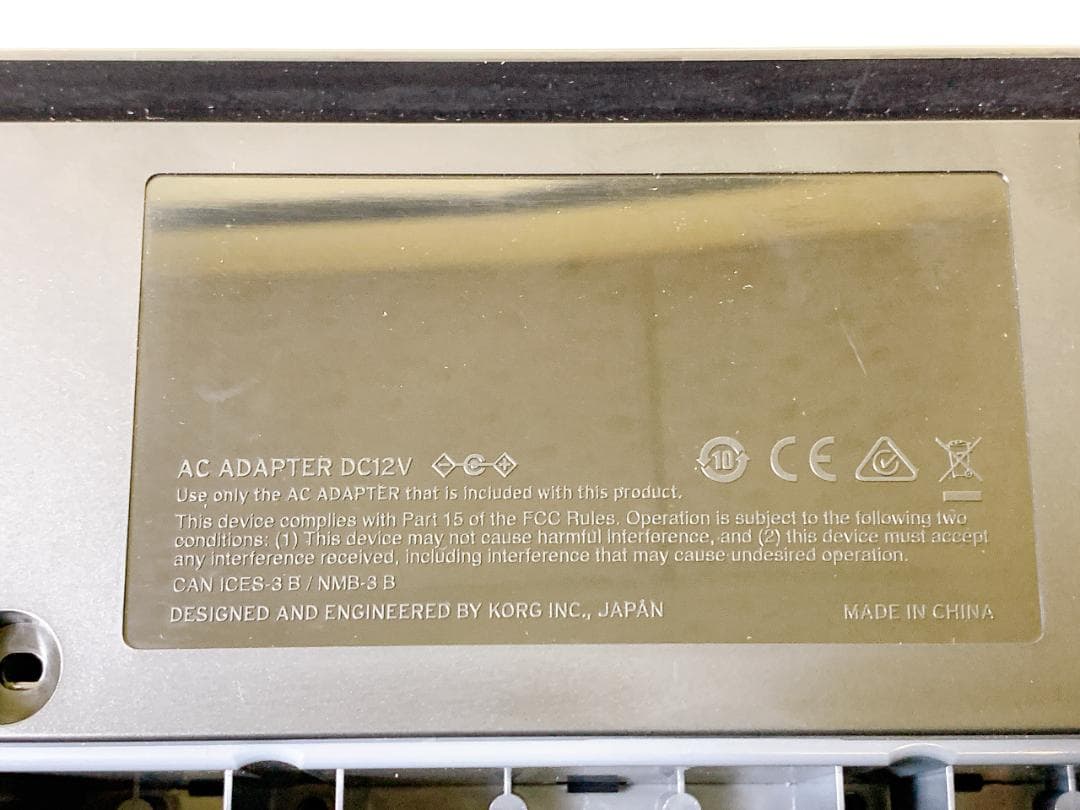 AC ADAPTER DC12V
10 CE
Use only the AC ADAPTER that is included with this product.
This device complies with Part 15 of the FCC Rules. Operation is subject to the following two
conditions: (1) This device may not cause harmful interference, and (2) this device must accept
any interference received, including interference that may cause undesired operation.
CAN ICES-3 B / NMB-3 B
DESIGNED AND ENGINEERED BY KORG INC., JAPAN
MADE IN CHINA